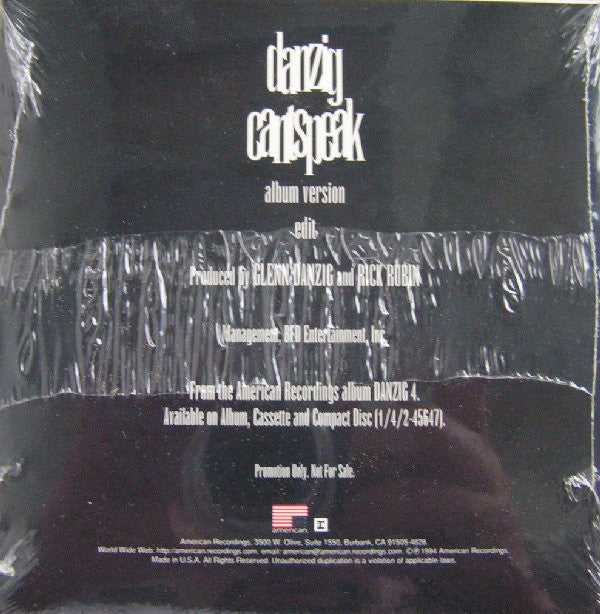 danzig
cantspeak
album version
edit
Produced by GLENN DANZIG and RICK RUBIN
Management: BFD Entertainment, Inc.
From the American Recordings album DANZIG 4.
Available on Album, Cassette and Compact Disc (1/4/2-45647).
Promotion Only. Not For Sale.
american
American Recordings, 3500 W. Olive, Suite 1550, Burbank, CA 91505-4628.
World Wide Web: http://american.recordings.com. email: american@american.recordings.com. ©℗ 1994 American Recordings.
Made in U.S.A. All Rights Reserved. Unauthorized duplication is a violation of applicable laws.